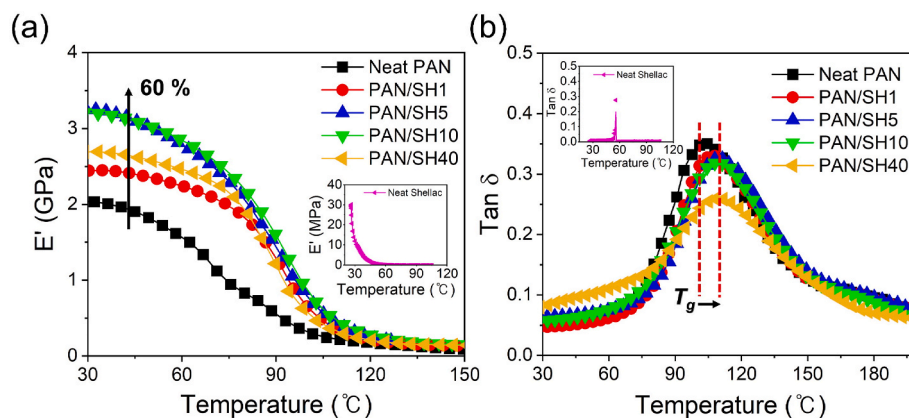 (a)
E' (GPa)
4
3
2
1
0
60 %
Neat PAN
PAN/SH1
PAN/SH5
PAN/SH10
PAN/SH40
E' (MPa)
40
30
20
10
0
Neat Shellac
30 60 90 120
Temperature (℃)
30 60 90 120 150
Temperature (℃)
(b)
Tan δ
0.5
0.4
0.3
0.2
0.1
0.0
Tan δ
0.5
0.4
0.3
0.2
0.1
0.0
Neat Shellac
30 60 90 120
Temperature (℃)
Neat PAN
PAN/SH1
PAN/SH5
PAN/SH10
PAN/SH40
Tg
30 60 90 120 150 180
Temperature (℃)